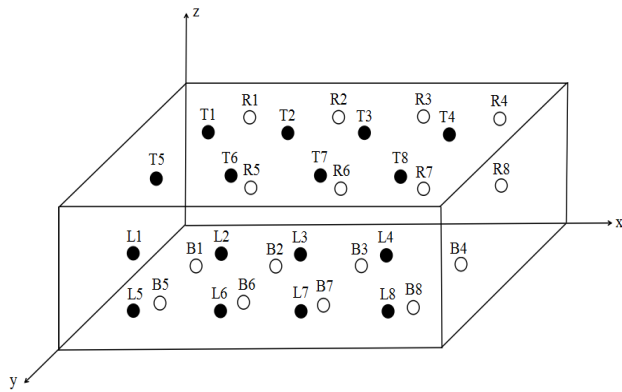 z
R1 R2 R3 R4
T1 T2 T3 T4
T5 T6 T7 T8
R5 R6 R7 R8
x
L1 L2 L3 L4
B1 B2 B3 B4
L5 B5 L6 B6 L7 B7 L8 B8
y